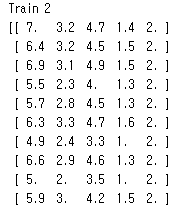 Train 2
[[ 7.   3.2  4.7  1.4  2. ]
 [ 6.4  3.2  4.5  1.5  2. ]
 [ 6.9  3.1  4.9  1.5  2. ]
 [ 5.5  2.3  4.   1.3  2. ]
 [ 5.7  2.8  4.5  1.3  2. ]
 [ 6.3  3.3  4.7  1.6  2. ]
 [ 4.9  2.4  3.3  1.   2. ]
 [ 6.6  2.9  4.6  1.3  2. ]
 [ 5.   2.   3.5  1.   2. ]
 [ 5.9  3.   4.2  1.5  2. ]